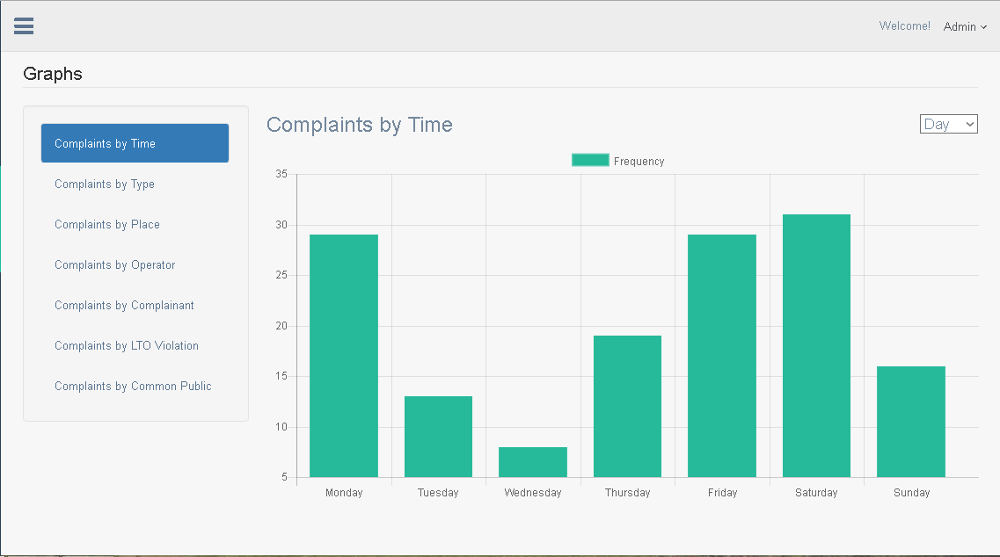 Welcome! Admin
Graphs
Complaints by Time
Complaints by Type
Complaints by Place
Complaints by Operator
Complaints by Complainant
Complaints by LTO Violation
Complaints by Common Public
Complaints by Time
Day
Frequency
35
30
25
20
15
10
5
Monday Tuesday Wednesday Thursday Friday Saturday Sunday